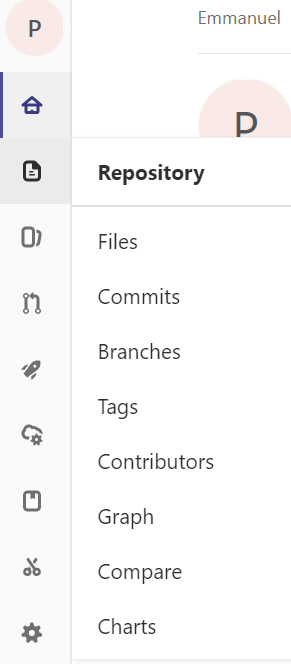 P
Emmanuel
P
Repository
Files
Commits
Branches
Tags
Contributors
Graph
Compare
Charts